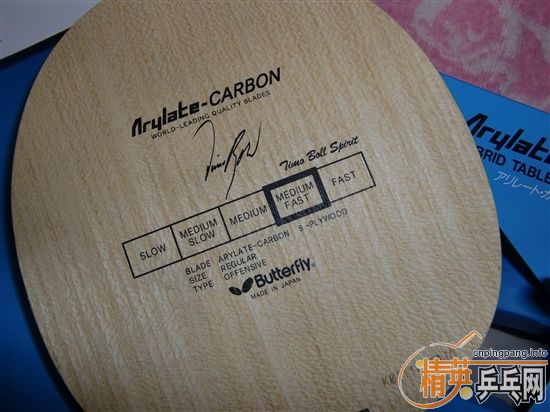 Arylate-CARBON
WORLD-LEADING QUALITY BLADES
Timo Boll Spirit
SLOW
MEDIUM SLOW
MEDIUM
MEDIUM FAST
FAST
BLADE ARYLATE-CARBON 5-PLYWOOD
SIZE REGULAR
TYPE OFFENSIVE
Butterfly
MADE IN JAPAN
Arylate
BRID TABLE
アリレート・カ
cnpingpang.info
精英乒乓网